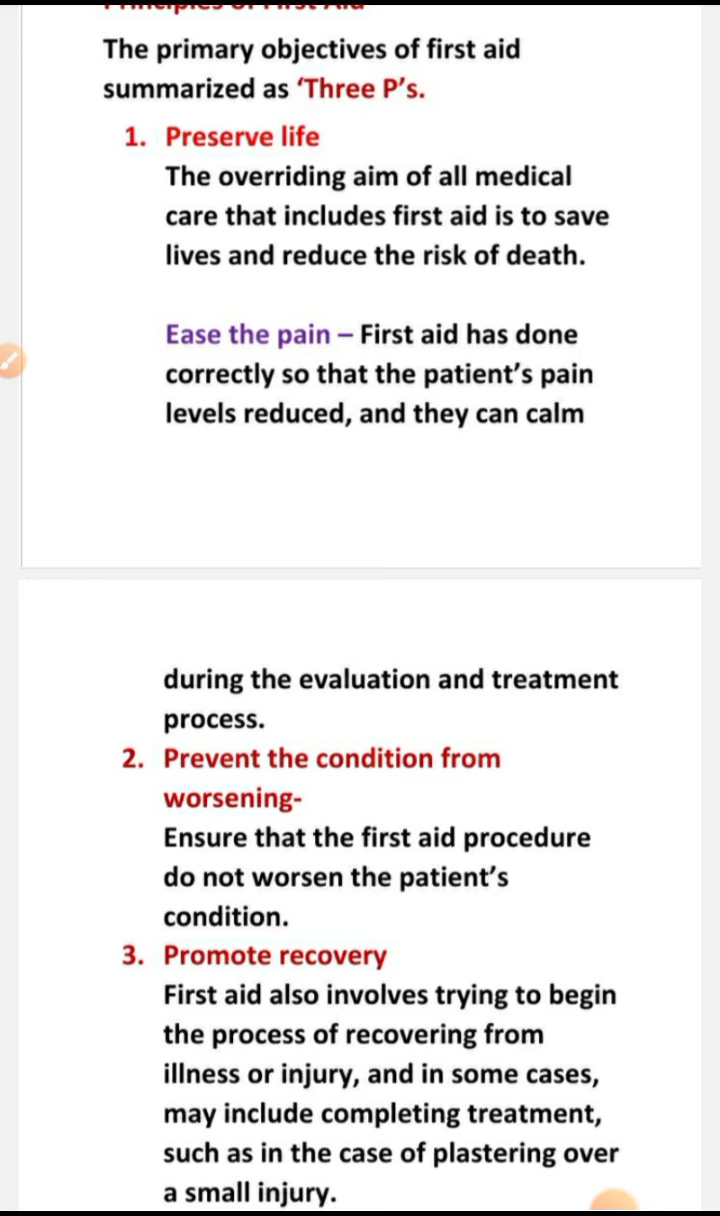 Principles of First Aid
The primary objectives of first aid
summarized as ‘Three P’s.
1. Preserve life
The overriding aim of all medical
care that includes first aid is to save
lives and reduce the risk of death.
Ease the pain – First aid has done
correctly so that the patient’s pain
levels reduced, and they can calm
during the evaluation and treatment
process.
2. Prevent the condition from
worsening-
Ensure that the first aid procedure
do not worsen the patient’s
condition.
3. Promote recovery
First aid also involves trying to begin
the process of recovering from
illness or injury, and in some cases,
may include completing treatment,
such as in the case of plastering over
a small injury.